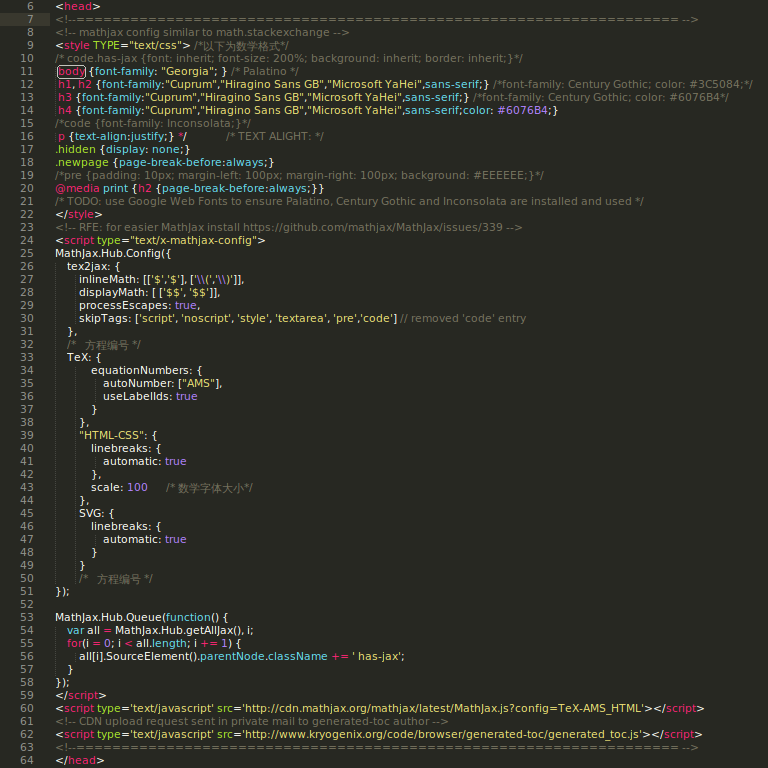 6 <head>
7 <!--================================================================================ -->
8 <!-- mathjax config similar to math.stackexchange -->
9 <style TYPE="text/css"> /*以下为数学格式*/
10 /* code.has-jax {font: inherit; font-size: 200%; background: inherit; border: inherit;}*/
11 body{font-family: "Georgia"; } /* Palatino */
12 h1, h2 {font-family:"Cuprum","Hiragino Sans GB","Microsoft YaHei",sans-serif;} /*font-family: Century Gothic; color: #3C5084;*/
13 h3 {font-family:"Cuprum","Hiragino Sans GB","Microsoft YaHei",sans-serif;} /*font-family: Century Gothic; color: #6076B4*/
14 h4 {font-family:"Cuprum","Hiragino Sans GB","Microsoft YaHei",sans-serif;color: #6076B4;}
15 /*code {font-family: Inconsolata;}*/
16 p {text-align:justify;} */ /* TEXT ALIGHT: */
17 .hidden {display: none;}
18 .newpage {page-break-before:always;}
19 /*pre {padding: 10px; margin-left: 100px; margin-right: 100px; background: #EEEEEE;}*/
20 @media print {h2 {page-break-before:always;}}
21 /* TODO: use Google Web Fonts to ensure Palatino, Century Gothic and Inconsolata are installed and used */
22 </style>
23 <!-- RFE: for easier MathJax install https://github.com/mathjax/MathJax/issues/339 -->
24 <script type="text/x-mathjax-config">
25 MathJax.Hub.Config({
26 tex2jax: {
27 inlineMath: [['$','$'], ['\\(','\\)']],
28 displayMath: [ ['$$', '$$']],
29 processEscapes: true,
30 skipTags: ['script', 'noscript', 'style', 'textarea', 'pre','code'] // removed 'code' entry
31 },
32 /* 方程编号 */
33 TeX: {
34 equationNumbers: {
35 autoNumber: ["AMS"],
36 useLabelIds: true
37 }
38 },
39 "HTML-CSS": {
40 linebreaks: {
41 automatic: true
42 },
43 scale: 100 /* 数学字体大小*/
44 },
45 SVG: {
46 linebreaks: {
47 automatic: true
48 }
49 }
50 /* 方程编号 */
51 });
52
53 MathJax.Hub.Queue(function() {
54 var all = MathJax.Hub.getAllJax(), i;
55 for(i = 0; i < all.length; i += 1) {
56 all[i].SourceElement().parentNode.className += ' has-jax';
57 }
58 });
59 </script>
60 <script type='text/javascript' src='http://cdn.mathjax.org/mathjax/latest/MathJax.js?config=TeX-AMS_HTML'></script>
61 <!-- CDN upload request sent in private mail to generated-toc author -->
62 <script type='text/javascript' src='http://www.kryogenix.org/code/browser/generated-toc/generated_toc.js'></script>
63 <!--================================================================================ -->
64 </head>